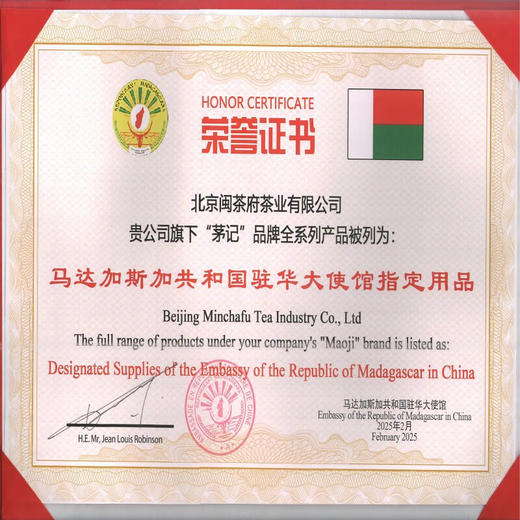 HONOR CERTIFICATE
荣誉证书
北京闽茶府茶业有限公司
贵公司旗下“茅记”品牌全系列产品被列为：
马达加斯加共和国驻华大使馆指定用品
Beijing Minchafu Tea Industry Co., Ltd
The full range of products under your company's "Maoji" brand is listed as:
Designated Supplies of the Embassy of the Republic of Madagascar in China
H.E. Mr, Jean Louis Robinson
马达加斯加共和国驻华大使馆
Embassy of the Republic of Madagascar in China
2025年2月
February 2025